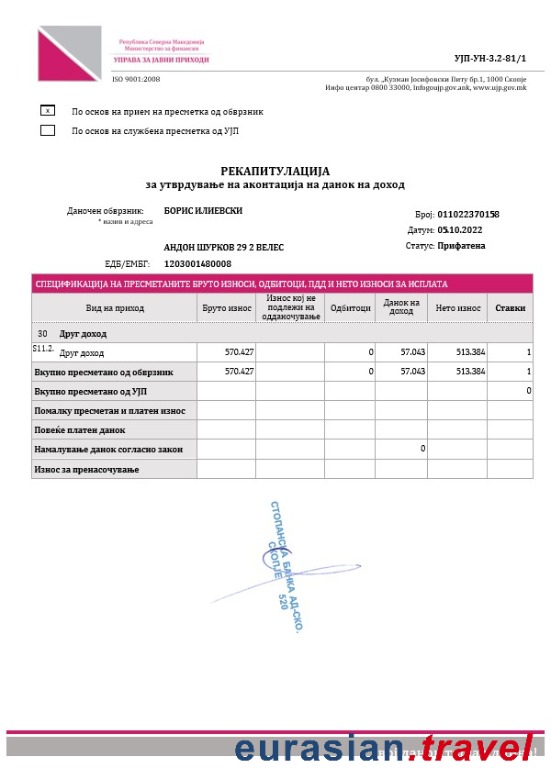 Република Северна Македонија
Министерство за финансии
УПРАВА ЗА ЈАВНИ ПРИХОДИ
УЈП-УН-3.2-81/1
ISO 9001:2008
бул. „Кузман Јосифовски Питу бр.1, 1000 Скопје
Инфо центар 0800 33000, infogoujp.gov.ank, www.ujp.gov.mk
x По основ на прием на пресметка од обврзник
По основ на службена пресметка од УЈП
РЕКАПИТУЛАЦИЈА
за утврдување на аконтација на данок на доход
Даночен обврзник: БОРИС ИЛИЕВСКИ
* назив и адреса
Број: 011022370158
Датум: 05.10.2022
АНДОН ШУРКОВ 29 2 ВЕЛЕС
Статус: Прифатена
ЕДБ/ЕМБГ: 1203001480008
СПЕЦИФИКАЦИЈА НА ПРЕСМЕТАНИТЕ БРУТО ИЗНОСИ, ОДБИТОЦИ, ПДД И НЕТО ИЗНОСИ ЗА ИСПЛАТА
Вид на приход Бруто износ Износ кој не подлежи на одданочување Одбитоци Данок на доход Нето износ Ставки
30 Друг доход
S11.2. Друг доход 570.427 0 57.043 513.384 1
Вкупно пресметано од обврзник 570.427 0 57.043 513.384 1
Вкупно пресметано од УЈП 0
Помалку пресметан и платен износ
Повеќе платен данок
Намалување данок согласно закон 0
Износ за пренасочување
СТОПАНСКА БАНКА АД-СКО.
СКОПЈЕ
520
eurasian.travel